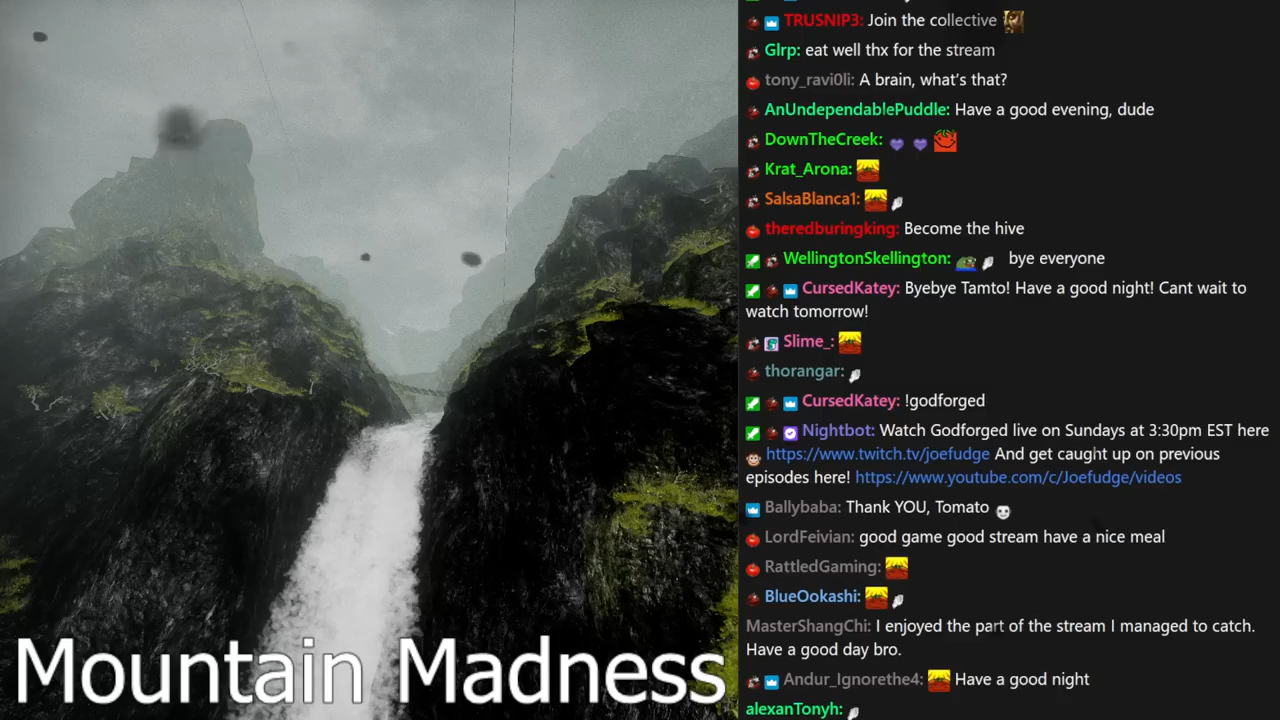 TRUSNIP3: Join the collective
Glrp: eat well thx for the stream
tony_ravi0li: A brain, what's that?
AnUndependablePuddle: Have a good evening, dude
DownTheCreek:
Krat_Arona:
SalsaBlanca1:
theredburingking: Become the hive
WellingtonSkellington: bye everyone
CursedKatey: Byebye Tamto! Have a good night! Cant wait to
watch tomorrow!
Slime_:
thorangar:
CursedKatey: !godforged
Nightbot: Watch Godforged live on Sundays at 3:30pm EST here
https://www.twitch.tv/joefudge And get caught up on previous
episodes here! https://www.youtube.com/c/Joefudge/videos
Ballybaba: Thank YOU, Tomato
LordFeivian: good game good stream have a nice meal
RattledGaming:
BlueOokashi:
MasterShangChi: I enjoyed the part of the stream I managed to catch.
Have a good day bro.
Andur_Ignorethe4: Have a good night
alexanTonyh:
Mountain Madness